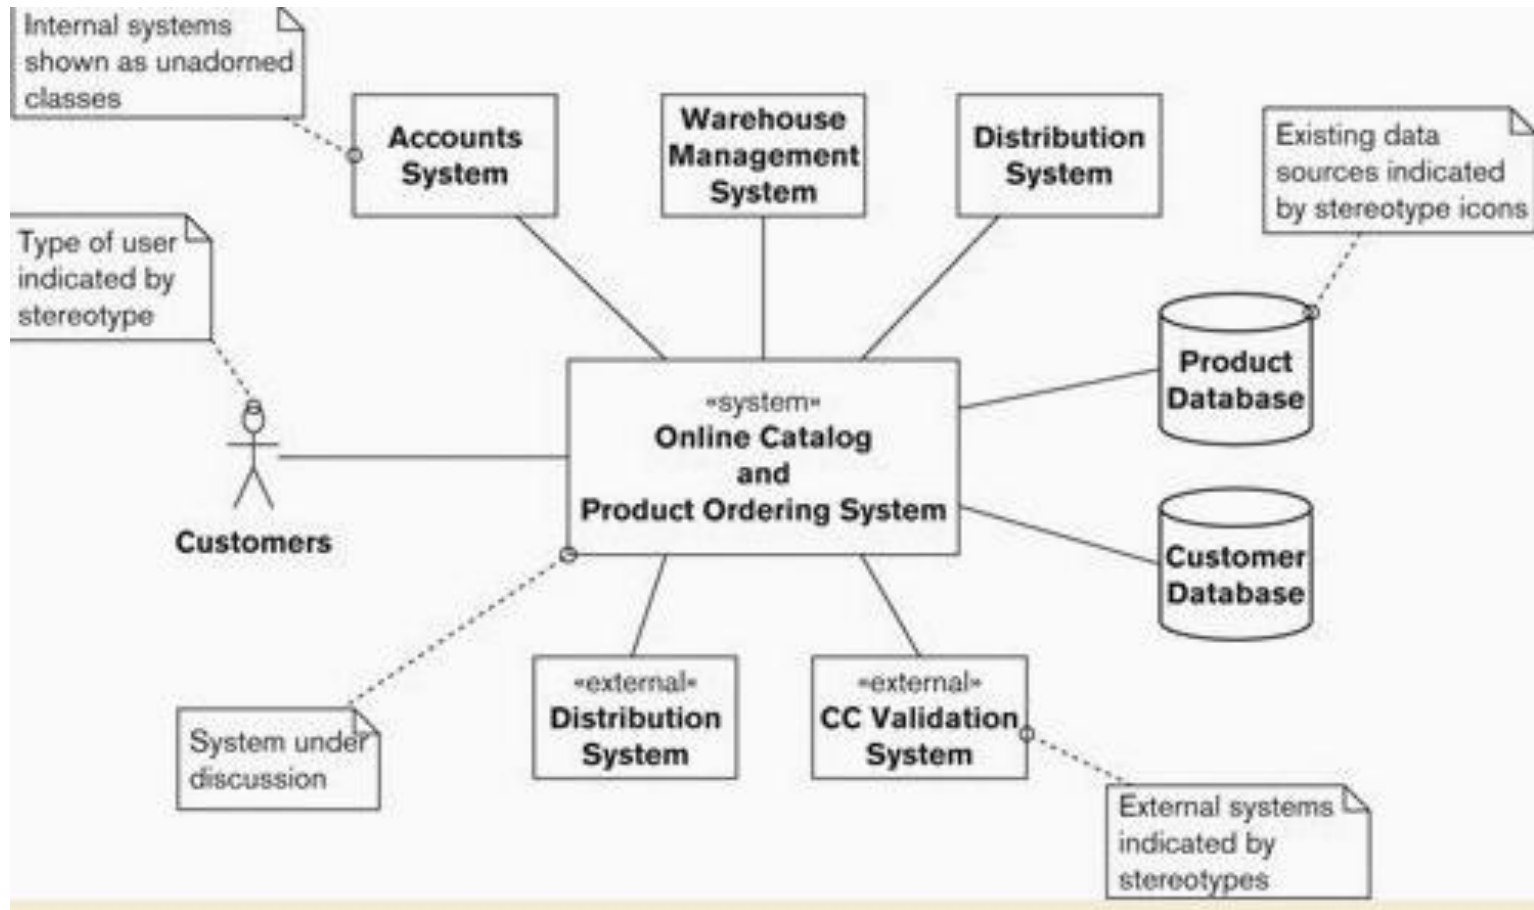 Internal systems
shown as unadorned
classes
Accounts
System
Warehouse
Management
System
Distribution
System
Existing data
sources indicated
by stereotype icons
Type of user
indicated by
stereotype
Product
Database
«system»
Online Catalog
and
Product Ordering System
Customers
Customer
Database
«external»
Distribution
System
«external»
CC Validation
System
System under
discussion
External systems
indicated by
stereotypes